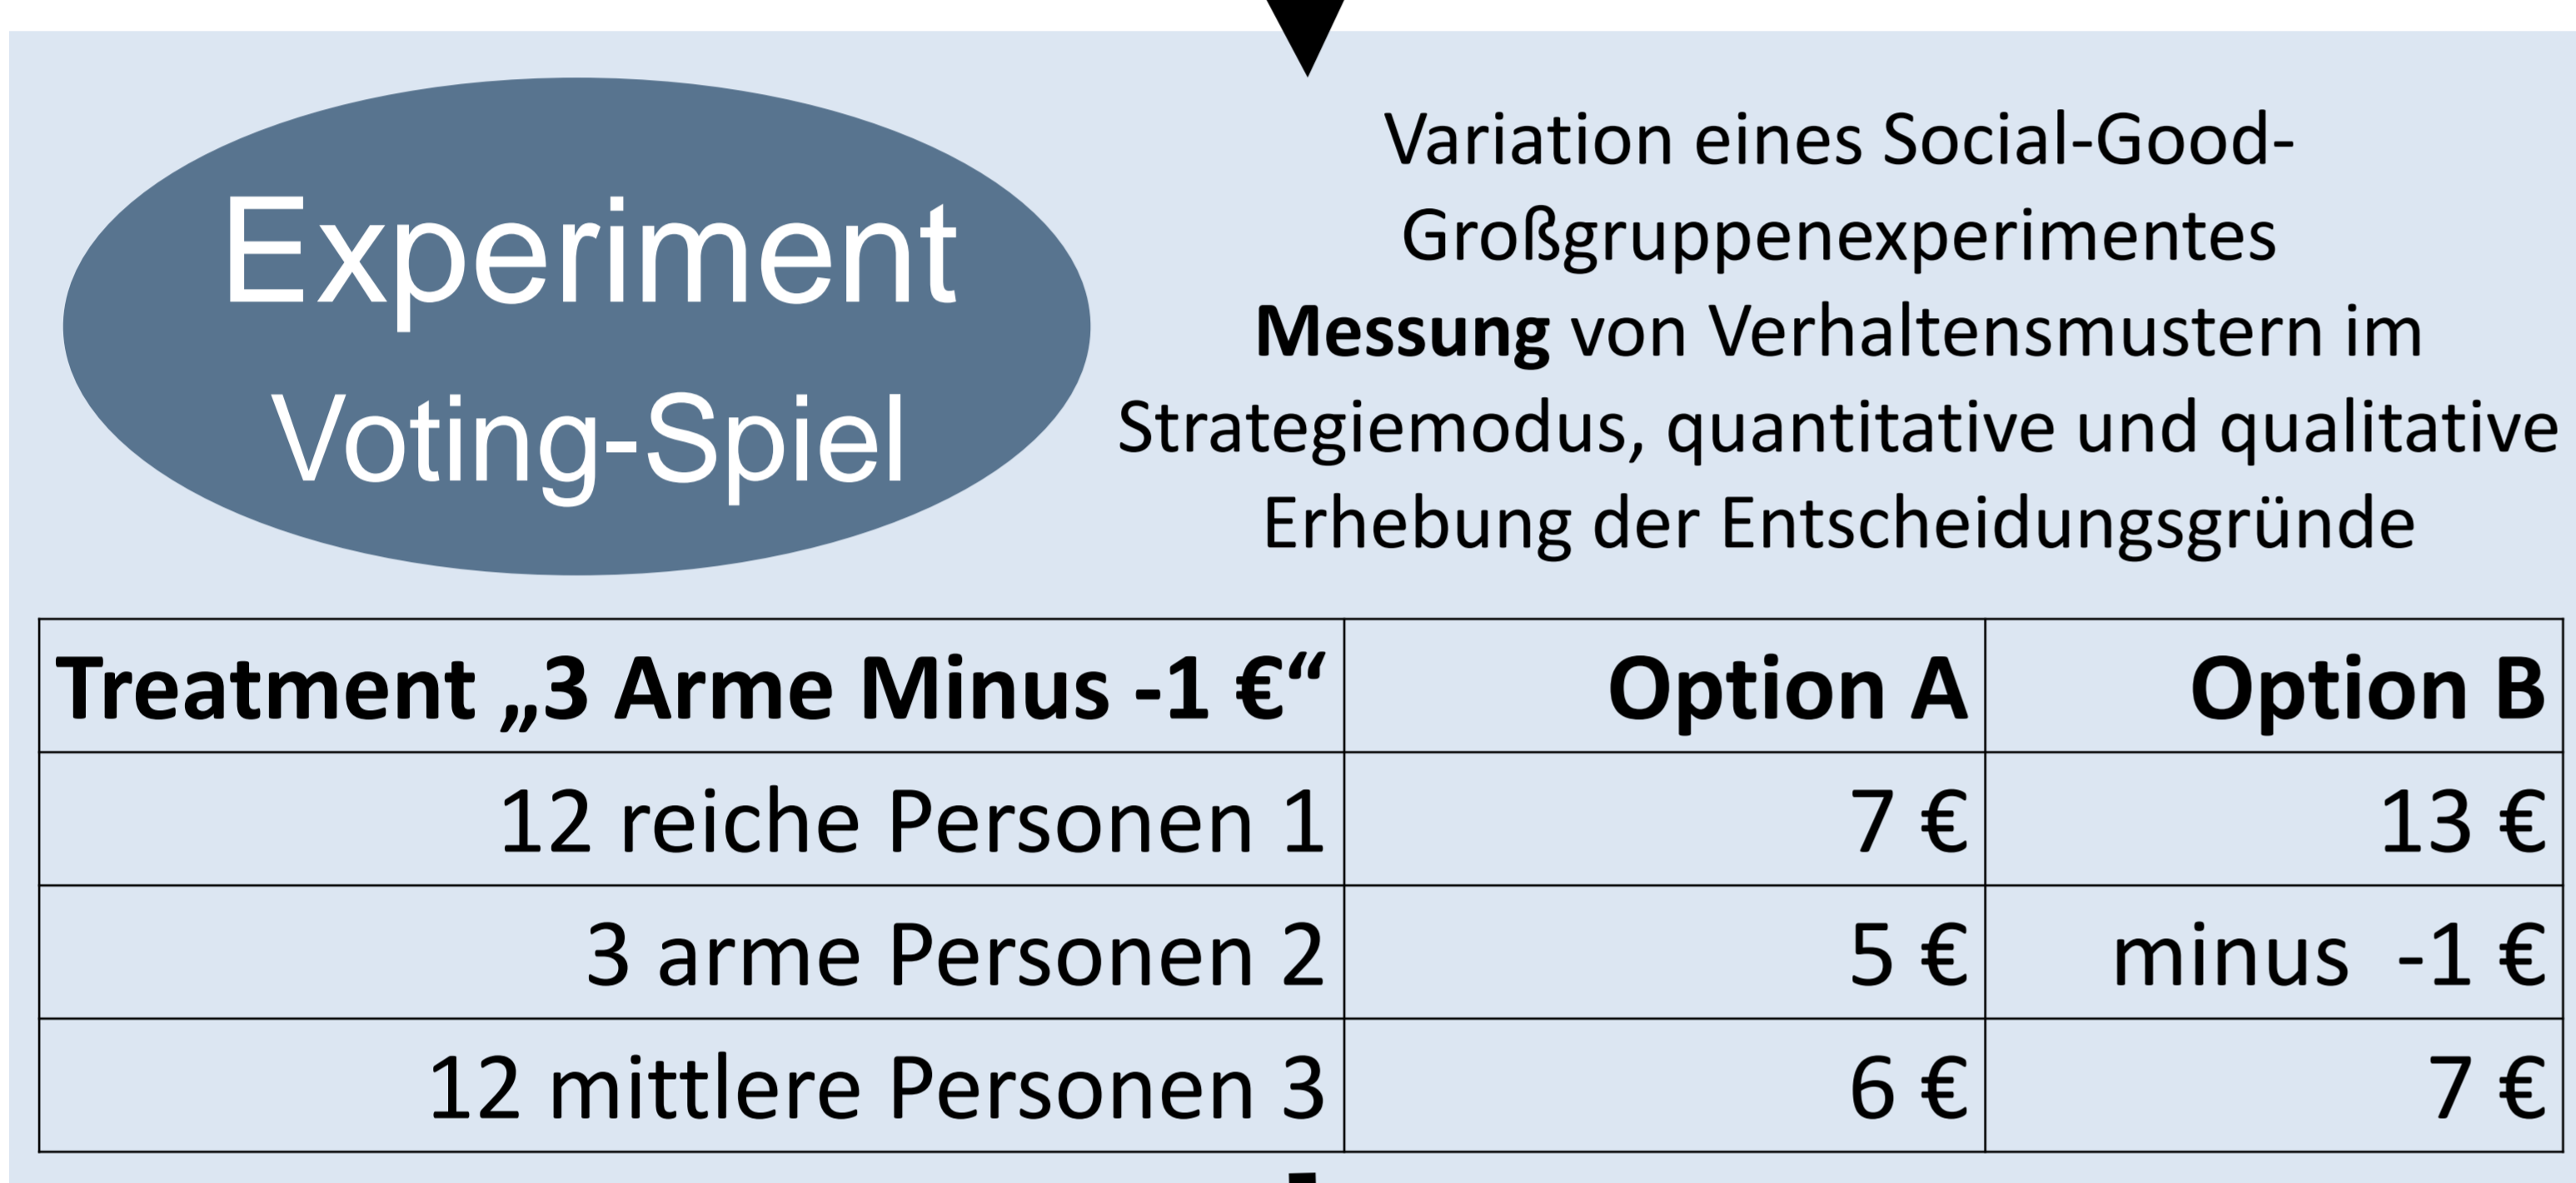 Experiment
Voting-Spiel
Variation eines Social-Good-
Großgruppenexperimentes
Messung von Verhaltensmustern im
Strategiemodus, quantitative und qualitative
Erhebung der Entscheidungsgründe
Treatment „3 Arme Minus -1 €“ Option A Option B
12 reiche Personen 1 7 € 13 €
3 arme Personen 2 5 € minus -1 €
12 mittlere Personen 3 6 € 7 €